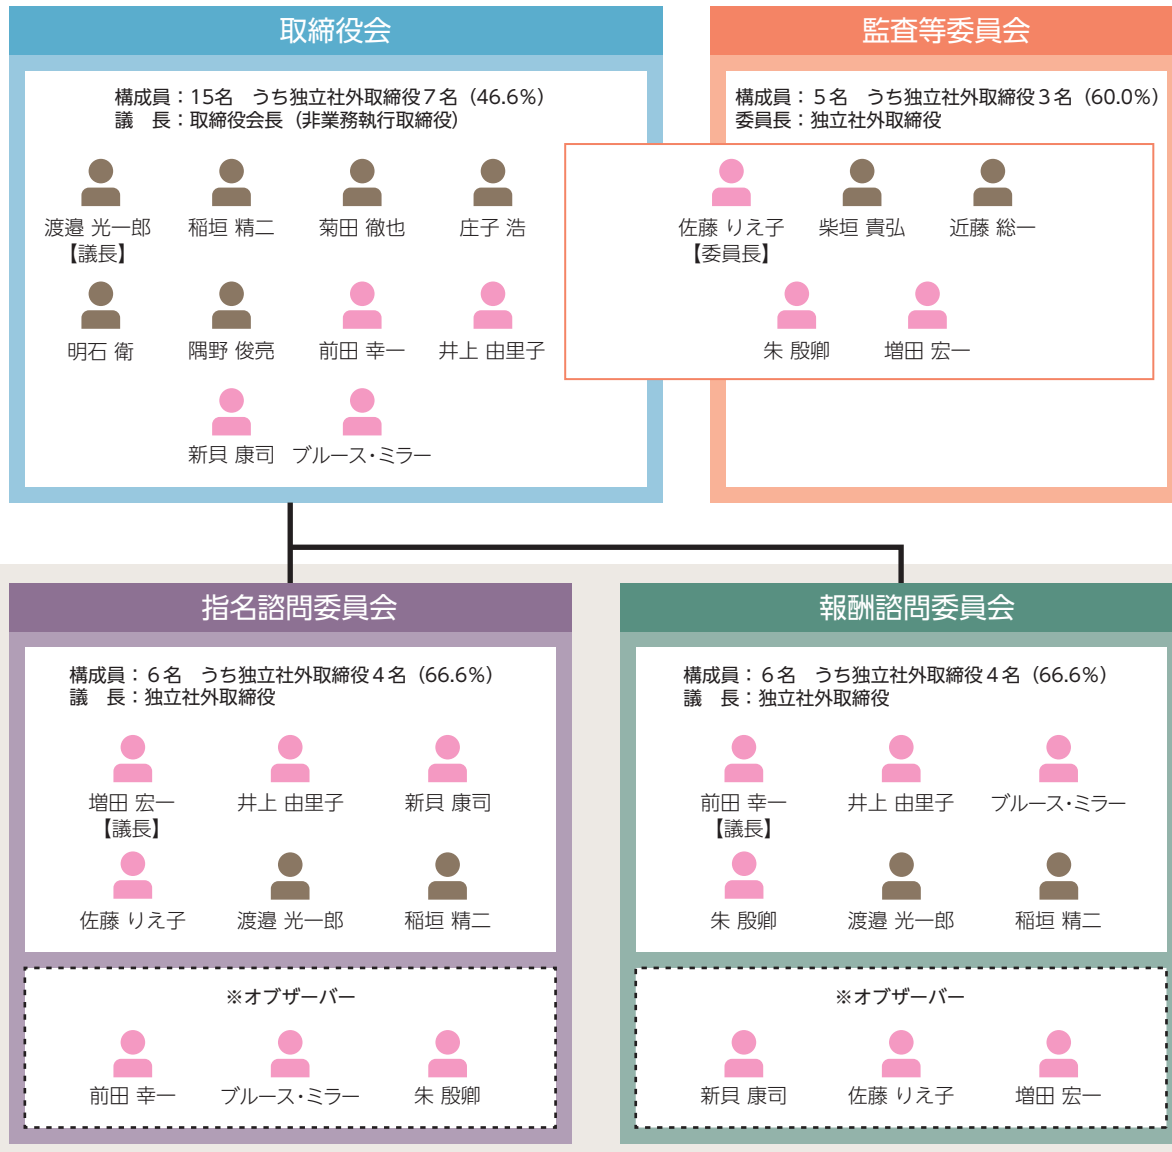 取締役会
構成員：15名　うち独立社外取締役７名（46.6％）
議　長：取締役会長（非業務執行取締役）
渡邉 光一郎
【議長】
稲垣 精二
菊田 徹也
庄子 浩
明石 衛
隅野 俊亮
前田 幸一
井上 由里子
新貝 康司
ブルース・ミラー
監査等委員会
構成員：５名　うち独立社外取締役３名（60.0％）
委員長：独立社外取締役
佐藤 りえ子
【委員長】
柴垣 貴弘
近藤 総一
朱 殷卿
増田 宏一
指名諮問委員会
構成員：６名　うち独立社外取締役４名（66.6％）
議　長：独立社外取締役
増田 宏一
【議長】
井上 由里子
新貝 康司
佐藤 りえ子
渡邉 光一郎
稲垣 精二
※オブザーバー
前田 幸一
ブルース・ミラー
朱 殷卿
報酬諮問委員会
構成員：６名　うち独立社外取締役４名（66.6％）
議　長：独立社外取締役
前田 幸一
【議長】
井上 由里子
ブルース・ミラー
朱 殷卿
渡邉 光一郎
稲垣 精二
※オブザーバー
新貝 康司
佐藤 りえ子
増田 宏一